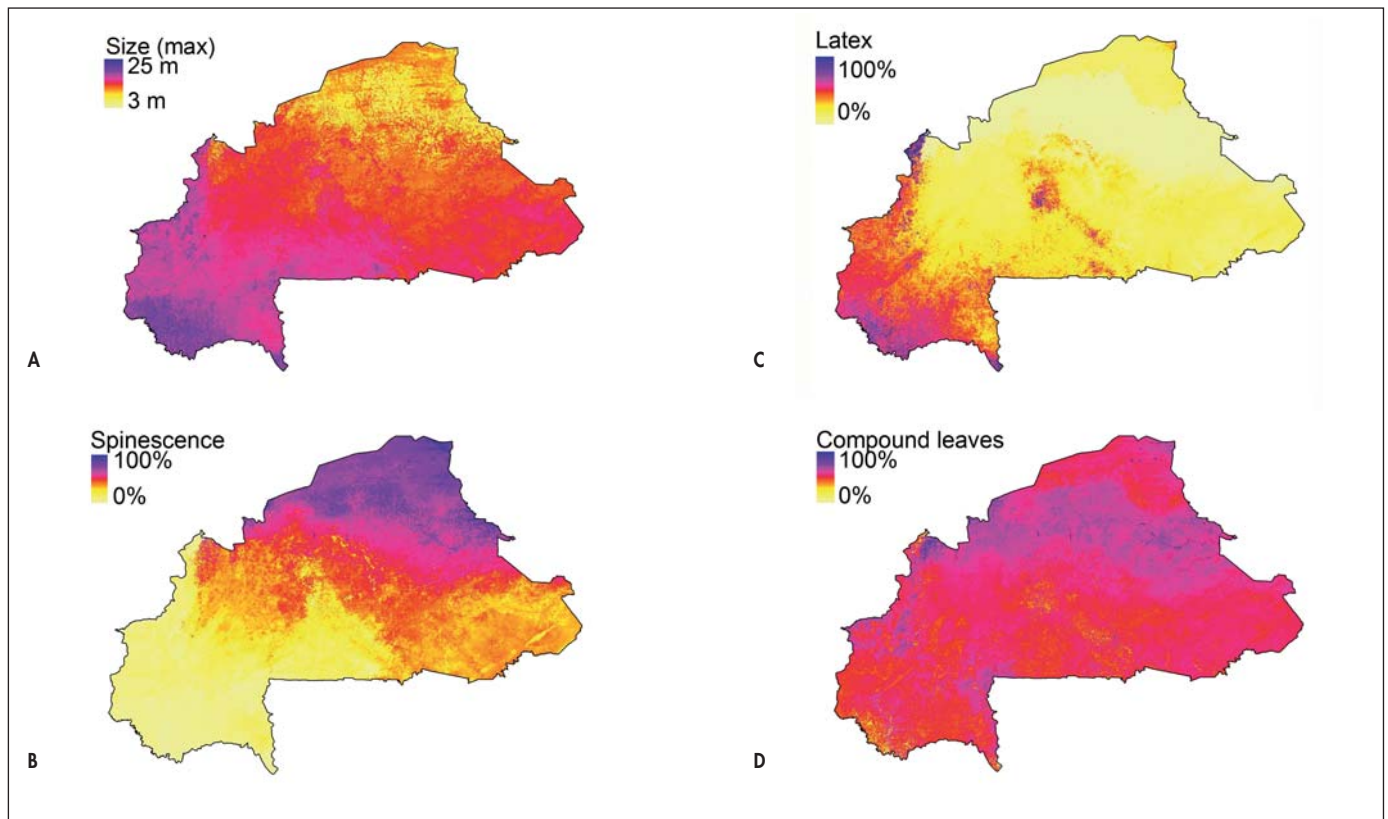 Size (max)
25 m
3 m
A
Latex
100%
0%
C
Spinescence
100%
0%
B
Compound leaves
100%
0%
D